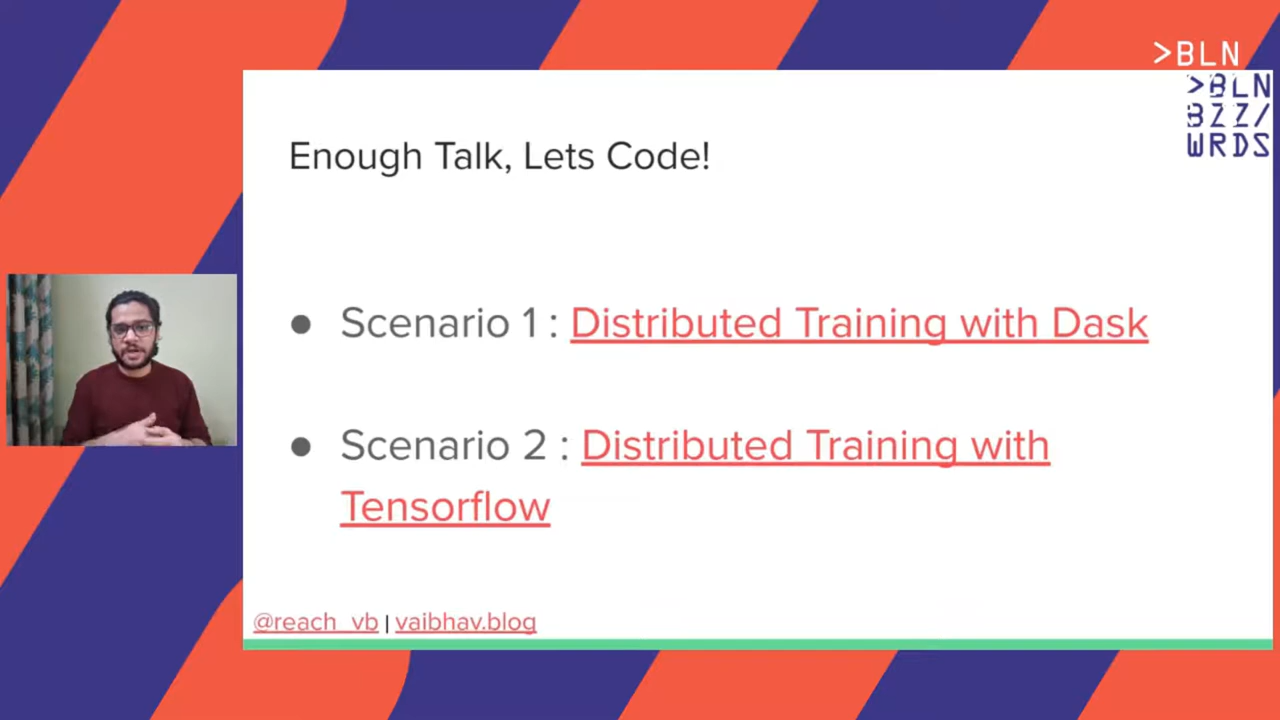 >BLN
>BLN
BZZ/
WRDS
Enough Talk, Lets Code!
● Scenario 1 : Distributed Training with Dask
● Scenario 2 : Distributed Training with
Tensorflow
@reach_vb | vaibhav.blog